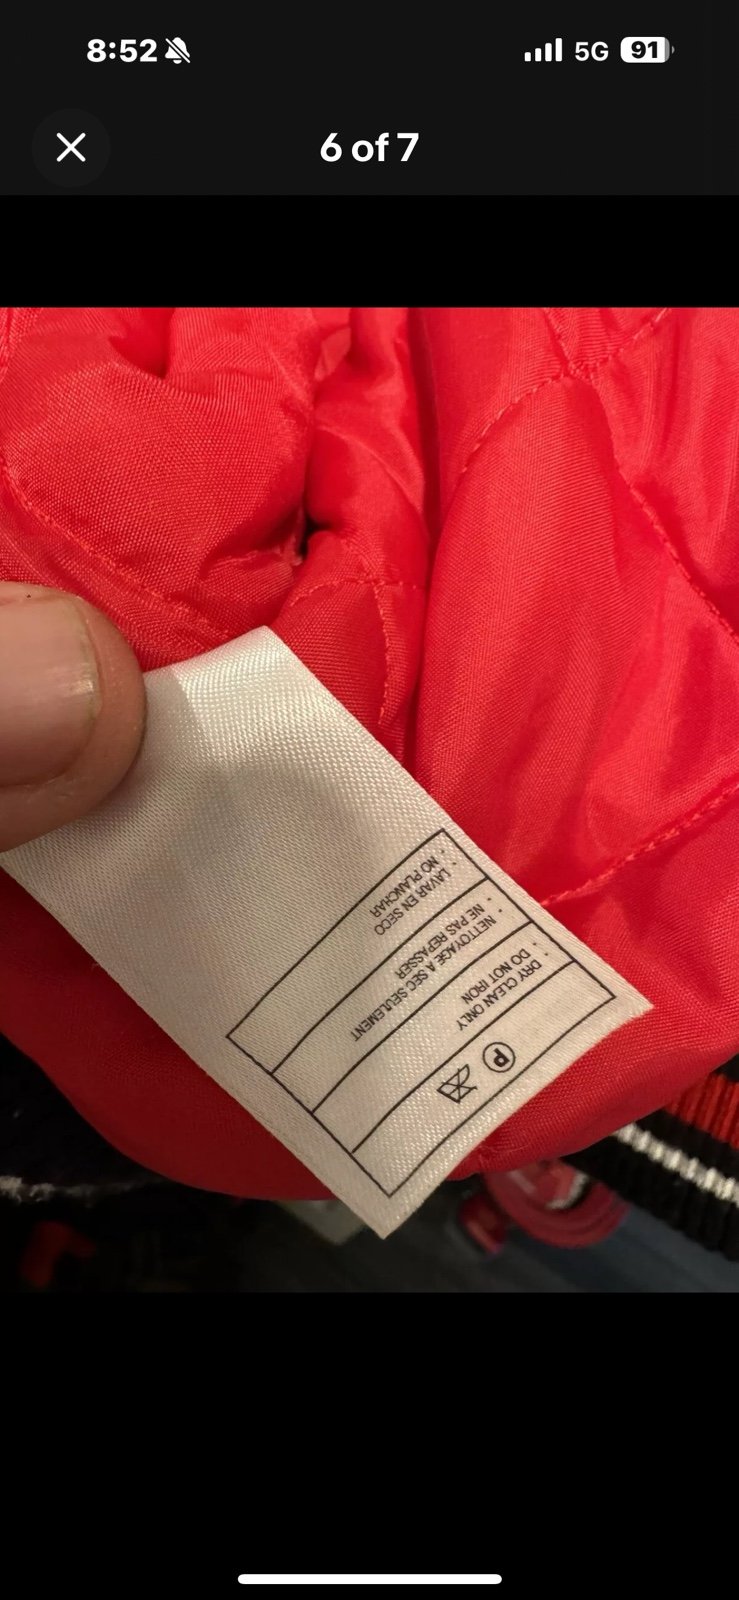 8:52
5G 91
6 of 7
P
· DRY CLEAN ONLY
· DO NOT IRON
· NETTOYAGE A SEC SEULEMENT
· NE PAS REPASSER
· LAVAR EN SECO
· NO PLANCHAR